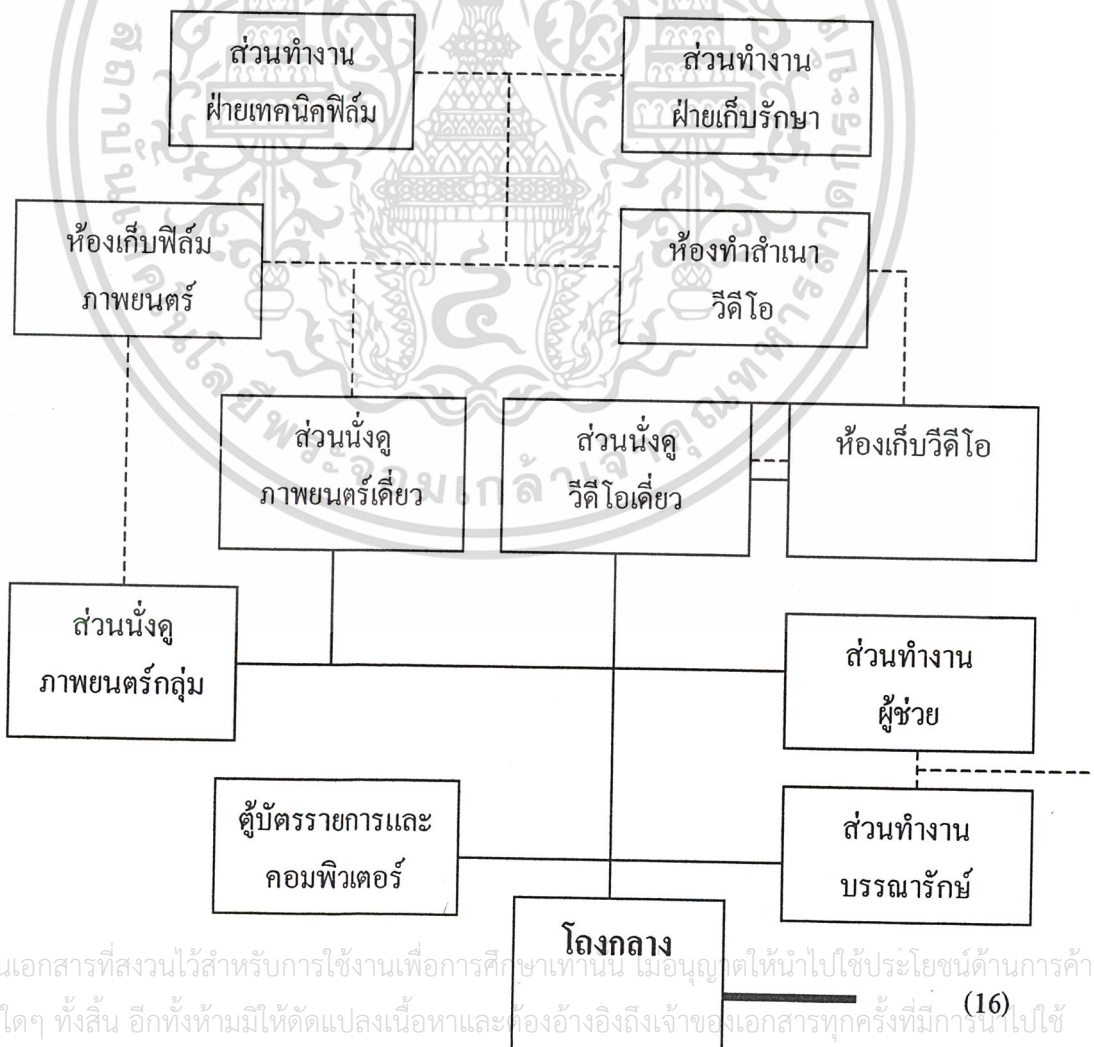 ส่วนทำงาน
ฝ่ายเทคนิคฟิล์ม
ส่วนทำงาน
ฝ่ายเก็บรักษา
ห้องเก็บฟิล์ม
ภาพยนตร์
ห้องทำสำเนา
วีดีโอ
ส่วนนั่งดู
ภาพยนตร์เดี่ยว
ส่วนนั่งดู
วีดีโอเดี่ยว
ห้องเก็บวีดีโอ
ส่วนนั่งดู
ภาพยนตร์กลุ่ม
ส่วนทำงาน
ผู้ช่วย
ตู้บัตรรายการและ
คอมพิวเตอร์
ส่วนทำงาน
บรรณารักษ์
โถงกลาง
(16)
นเอกสารที่สงวนไว้สำหรับการใช้งานเพื่อการศึกษาเท่านั้น ไม่อนุญาตให้นำไปใช้ประโยชน์ด้านการค้า
ใดๆ ทั้งสิ้น อีกทั้งห้ามมิให้ดัดแปลงเนื้อหาและต้องอ้างอิงถึงเจ้าของเอกสารทุกครั้งที่มีการนำไปใช้